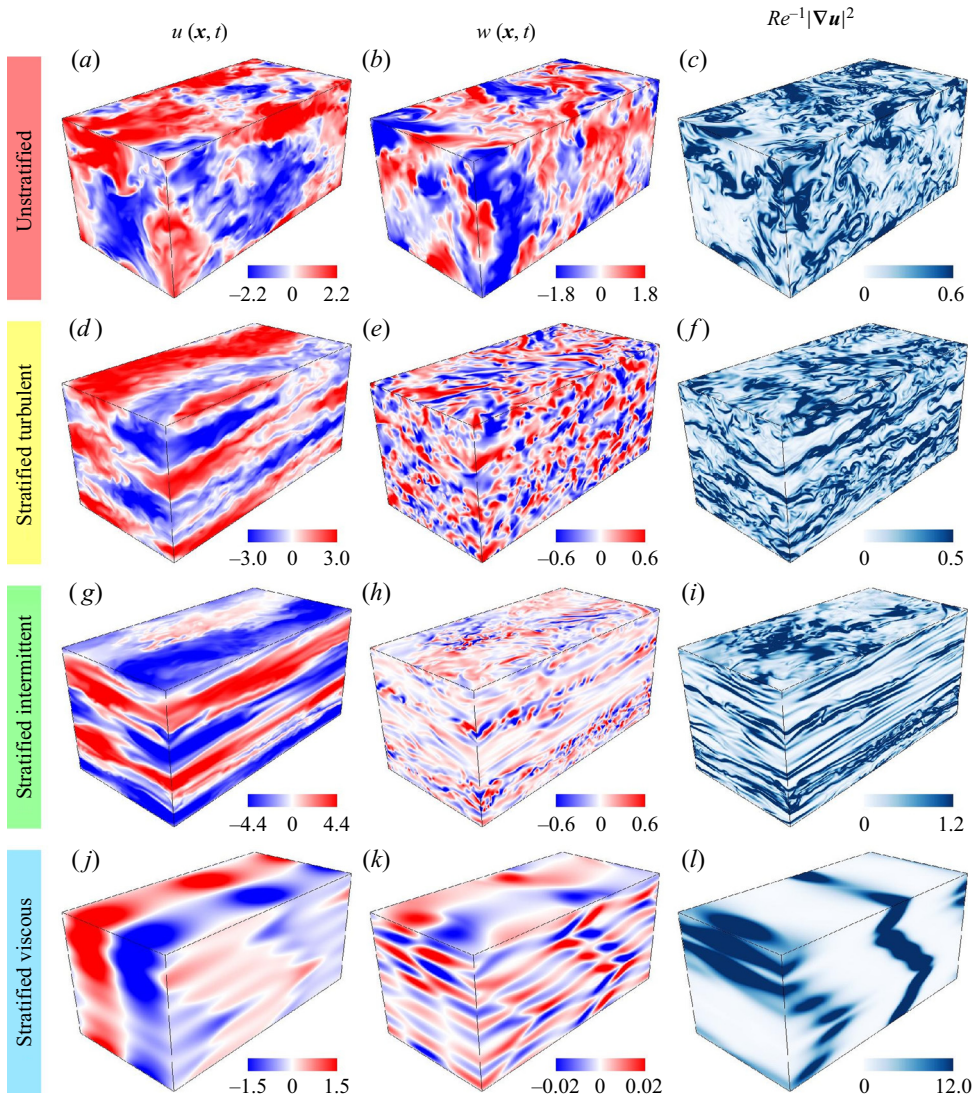 u (x, t)
w (x, t)
Re⁻¹|∇u|²
Unstratified
(a)
(b)
(c)
−2.2 0 2.2
−1.8 0 1.8
0 0.6
Stratified turbulent
(d)
(e)
(f)
−3.0 0 3.0
−0.6 0 0.6
0 0.5
Stratified intermittent
(g)
(h)
(i)
−4.4 0 4.4
−0.6 0 0.6
0 1.2
Stratified viscous
(j)
(k)
(l)
−1.5 0 1.5
−0.02 0 0.02
0 12.0